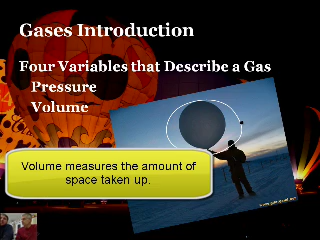 Gases Introduction
Four Variables that Describe a Gas
Pressure
Volume
Volume measures the amount of
space taken up.